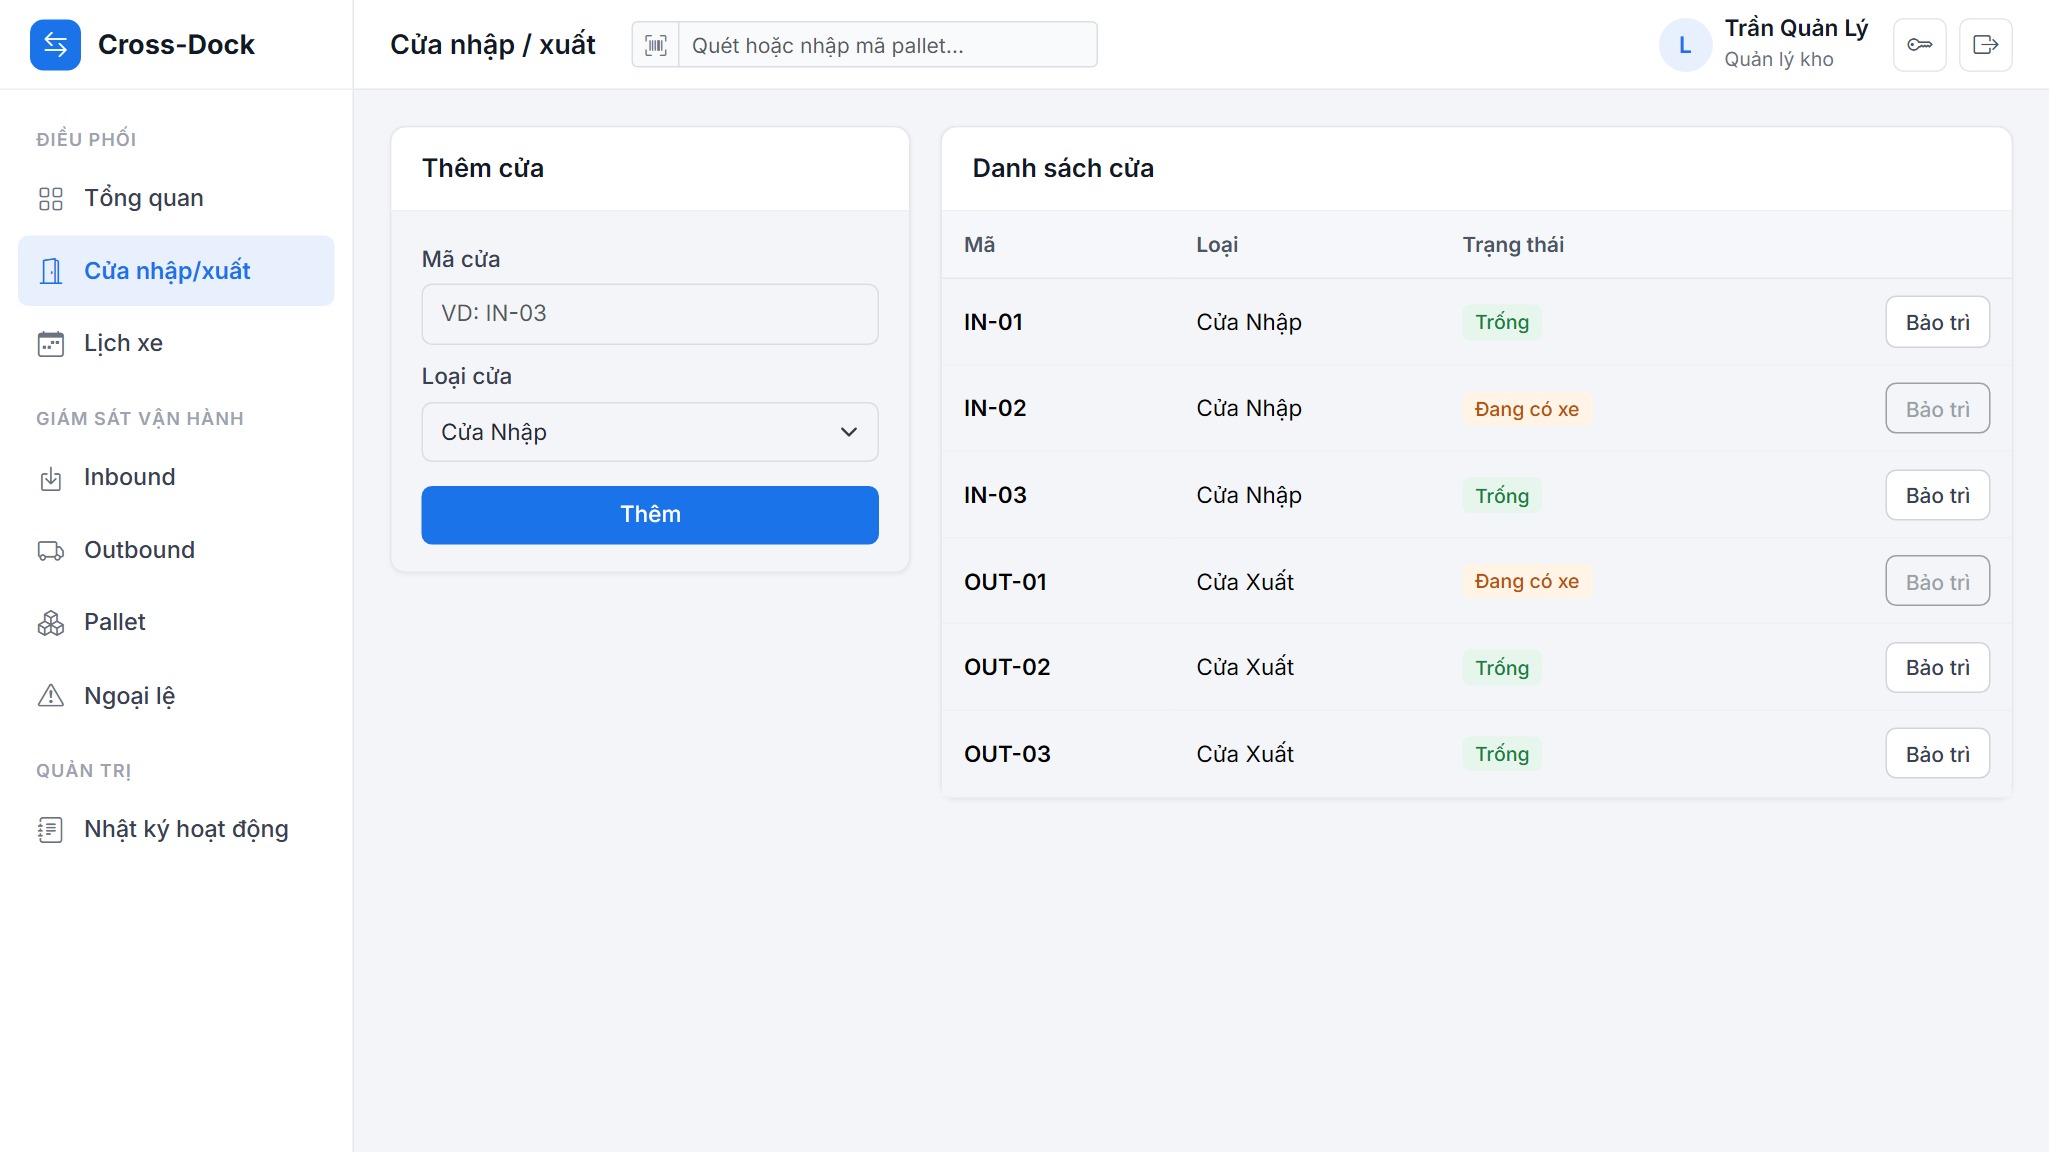 Cross-Dock
Cửa nhập / xuất
Quét hoặc nhập mã pallet...
L
Trần Quản Lý
Quản lý kho
ĐIỀU PHỐI
Tổng quan
Cửa nhập/xuất
Lịch xe
GIÁM SÁT VẬN HÀNH
Inbound
Outbound
Pallet
Ngoại lệ
QUẢN TRỊ
Nhật ký hoạt động
Thêm cửa
Mã cửa
VD: IN-03
Loại cửa
Cửa Nhập
Thêm
Danh sách cửa
Mã Loại Trạng thái
IN-01 Cửa Nhập Trống Bảo trì
IN-02 Cửa Nhập Đang có xe Bảo trì
IN-03 Cửa Nhập Trống Bảo trì
OUT-01 Cửa Xuất Đang có xe Bảo trì
OUT-02 Cửa Xuất Trống Bảo trì
OUT-03 Cửa Xuất Trống Bảo trì